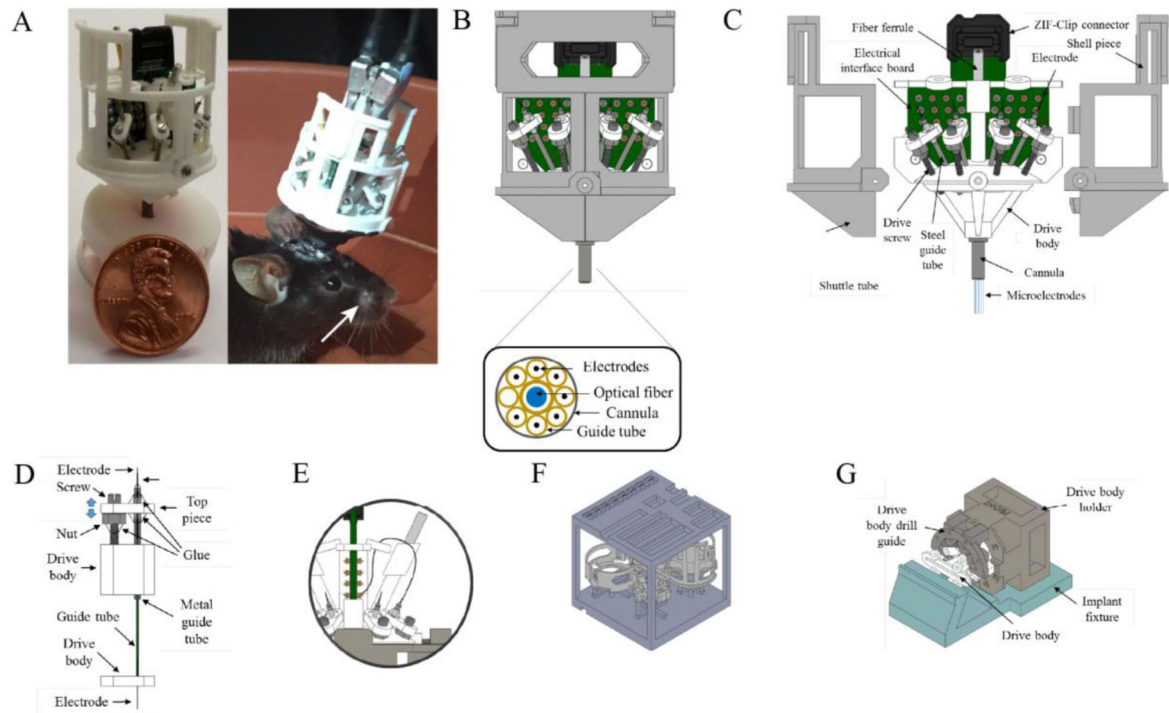 A
B
C
Fiber ferrule
ZIF-Clip connector
Shell piece
Electrical
interface board
Electrode
Drive
screw
Steel
guide
tube
Drive
body
Shuttle tube
Cannula
Microelectrodes
Electrodes
Optical fiber
Cannula
Guide tube
D
Electrode
Screw
Top
piece
Nut
Glue
Drive
body
Guide tube
Metal
guide
tube
Drive
body
Electrode
E
F
G
Drive
body drill
guide
Drive body
holder
Implant
fixture
Drive body